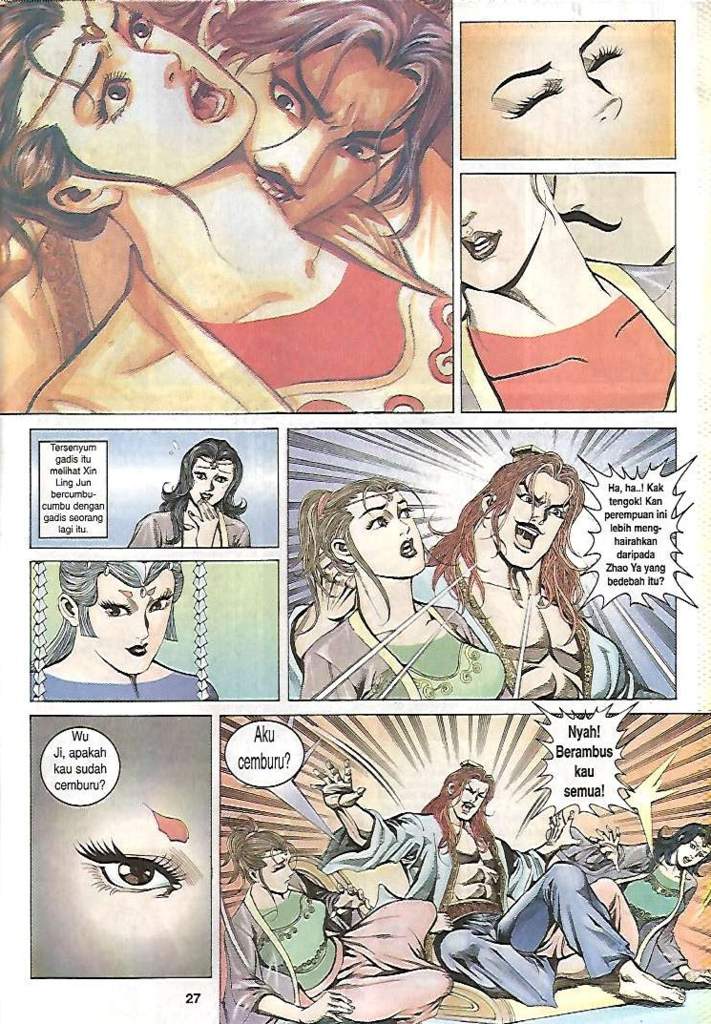 Tersenyum
gadis itu
melihat Xin
Ling Jun
bercumbu-
cumbu dengan
gadis seorang
lagi itu.
Ha, ha..! Kak
tengok! Kan
perempuan ini
lebih meng-
hairahkan
daripada
Zhao Ya yang
bedebah itu?
Wu
Ji, apakah
kau sudah
cemburu?
Aku
cemburu?
Nyah!
Berambus
kau
semua!
27